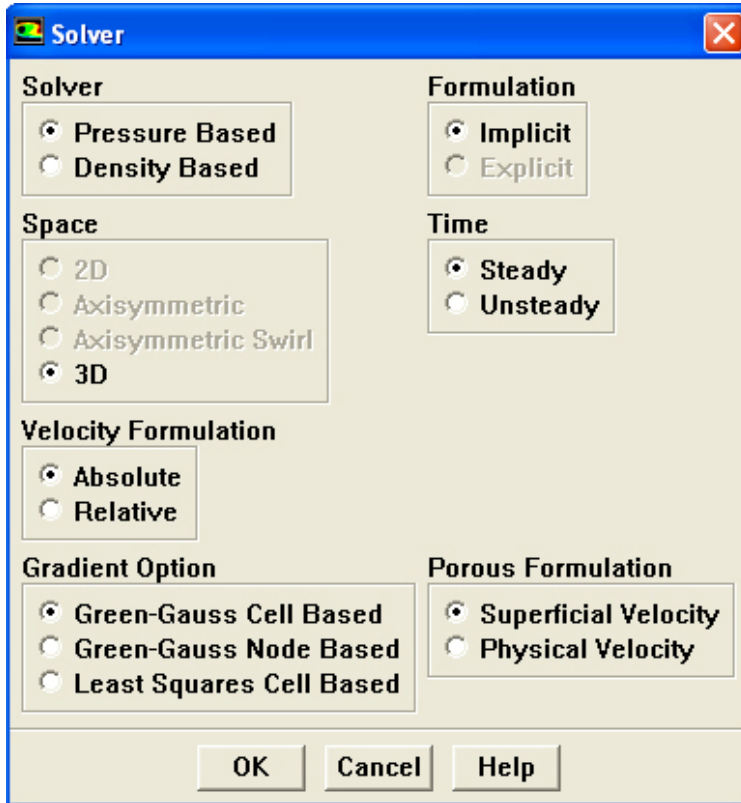 Solver
Solver
Pressure Based
Density Based
Formulation
Implicit
Explicit
Space
2D
Axisymmetric
Axisymmetric Swirl
3D
Time
Steady
Unsteady
Velocity Formulation
Absolute
Relative
Gradient Option
Green-Gauss Cell Based
Green-Gauss Node Based
Least Squares Cell Based
Porous Formulation
Superficial Velocity
Physical Velocity
OK
Cancel
Help